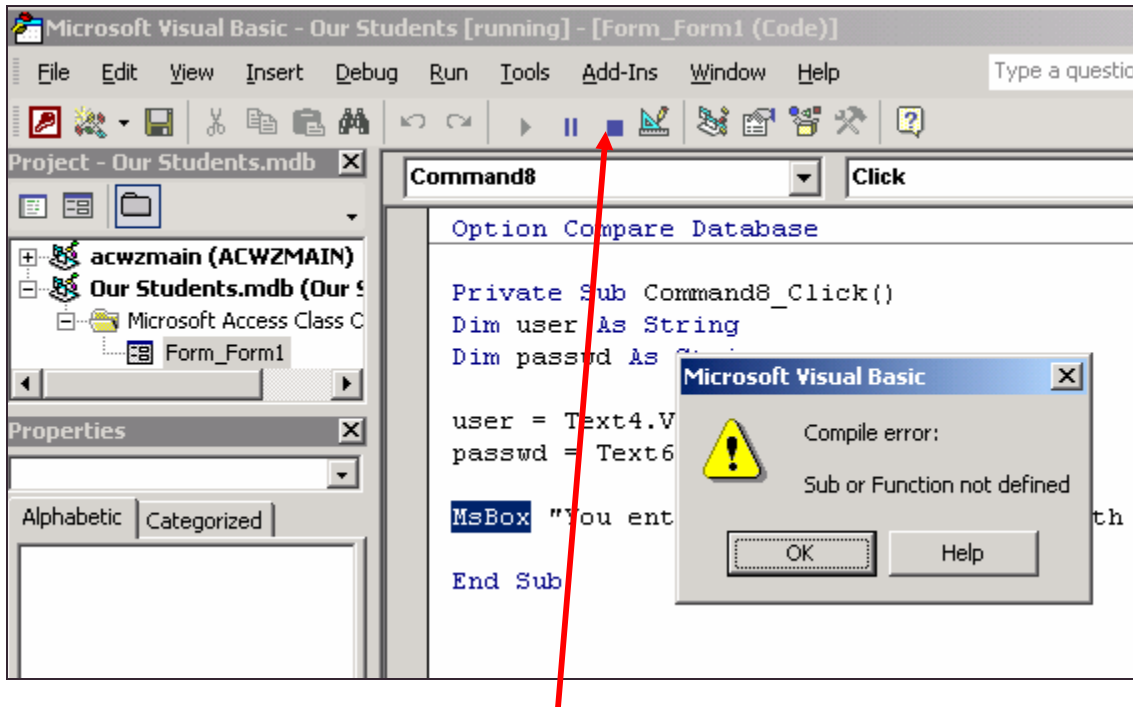 Microsoft Visual Basic - Our Students [running] - [Form_Form1 (Code)]
File Edit View Insert Debug Run Tools Add-Ins Window Help
Type a questio
Project - Our Students.mdb
acwzmain (ACWZMAIN)
Our Students.mdb (Our S
Microsoft Access Class C
Form_Form1
Properties
Alphabetic Categorized
Command8 Click
Option Compare Database
Private Sub Command8_Click()
Dim user As String
Dim passwd As
user = Text4.V
passwd = Text6
MsBox "You ent th
End Sub
Microsoft Visual Basic
Compile error:
Sub or Function not defined
OK Help